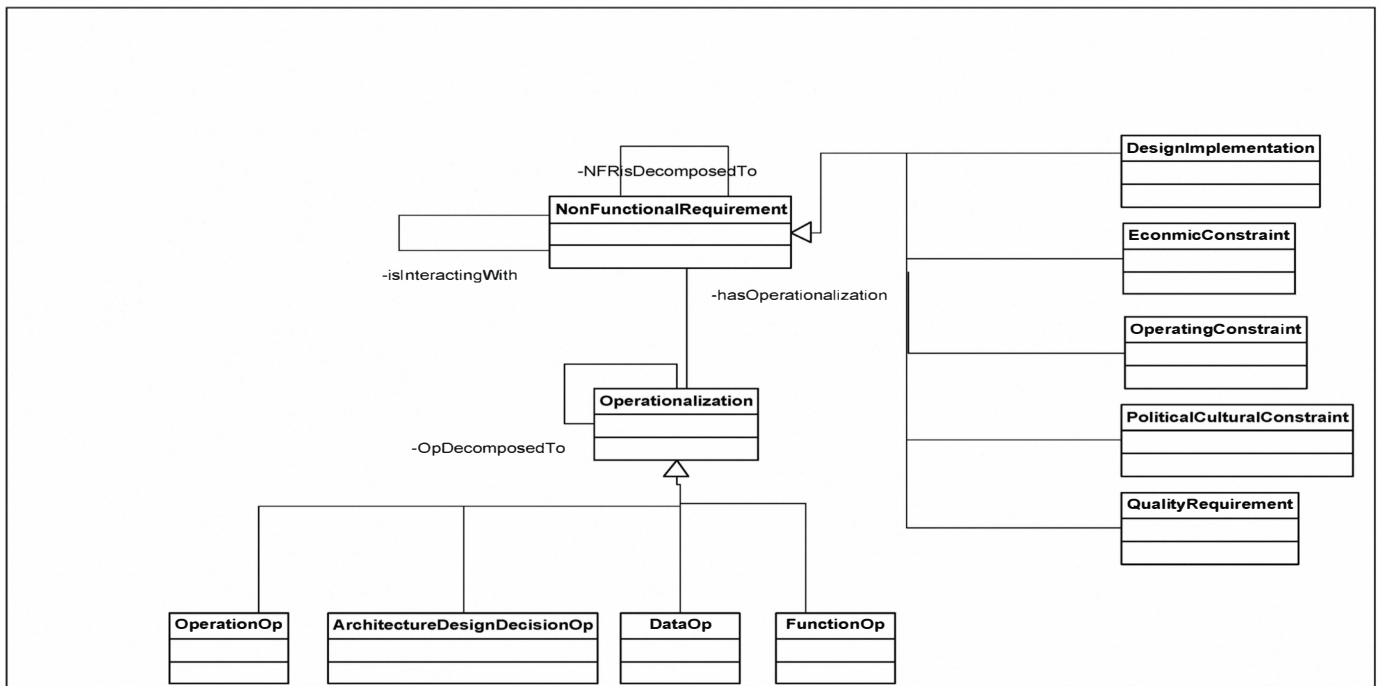 DesignImplementation
-NFRisDecomposedTo
NonFunctionalRequirement
EconmicConstraint
-isInteractingWith
-hasOperationalization
OperatingConstraint
Operationalization
PoliticalCulturalConstraint
-OpDecomposedTo
QualityRequirement
OperationOp
ArchitectureDesignDecisionOp
DataOp
FunctionOp